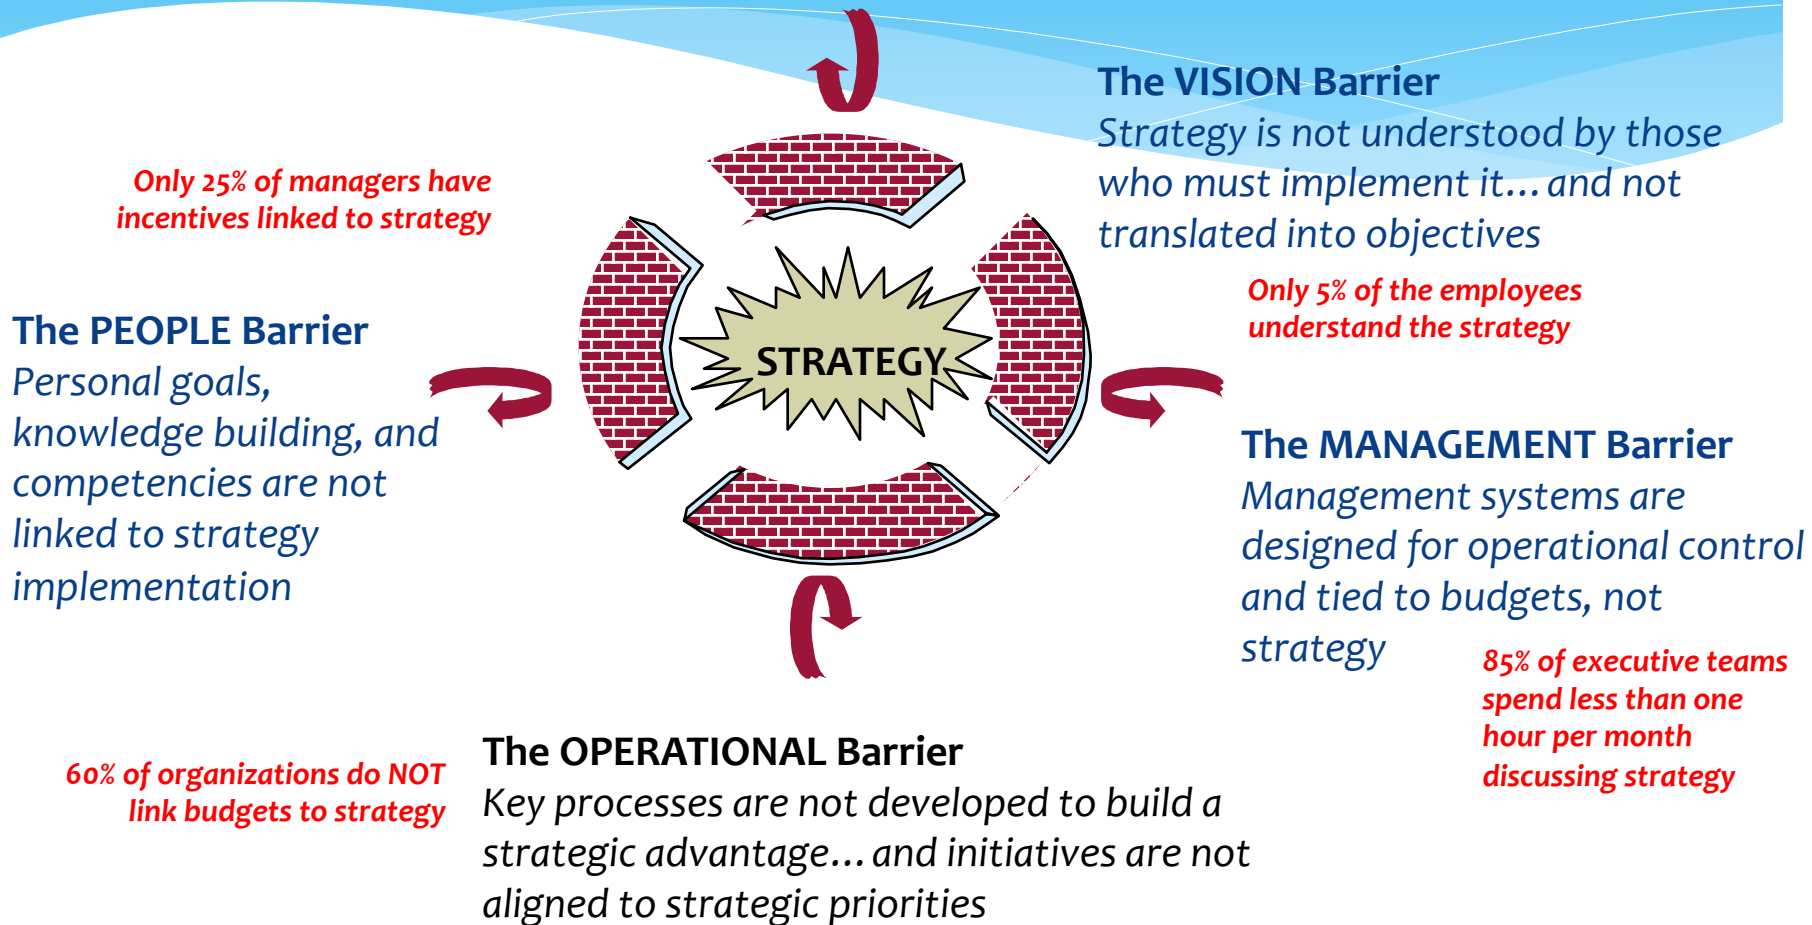 The VISION Barrier
Strategy is not understood by those
who must implement it... and not
translated into objectives
Only 5% of the employees
understand the strategy
Only 25% of managers have
incentives linked to strategy
The PEOPLE Barrier
Personal goals,
knowledge building, and
competencies are not
linked to strategy
implementation
STRATEGY
The MANAGEMENT Barrier
Management systems are
designed for operational control
and tied to budgets, not
strategy
85% of executive teams
spend less than one
hour per month
discussing strategy
60% of organizations do NOT
link budgets to strategy
The OPERATIONAL Barrier
Key processes are not developed to build a
strategic advantage... and initiatives are not
aligned to strategic priorities